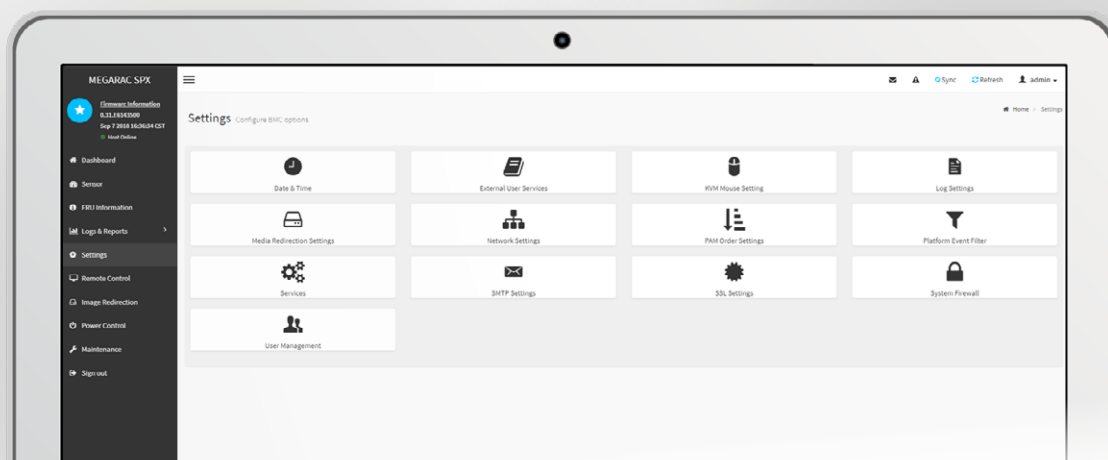 MEGARAC SPX
Sync
Refresh
admin
Firmware Information
0.31.E6343500
Sep 7 2018 16:36:34 CST
Host Online
Home > Settings
Settings Configure BMC options
Dashboard
Sensor
FRU Information
Logs & Reports
Settings
Remote Control
Image Redirection
Power Control
Maintenance
Sign out
Date & Time
External User Services
KVM Mouse Setting
Log Settings
Media Redirection Settings
Network Settings
PAM Order Settings
Platform Event Filter
Services
SMTP Settings
SSL Settings
System Firewall
User Management